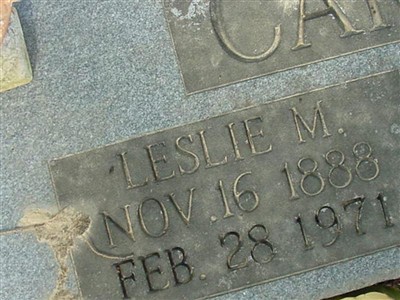 LESLIE M.
NOV. 16 1888
FEB. 28 1971